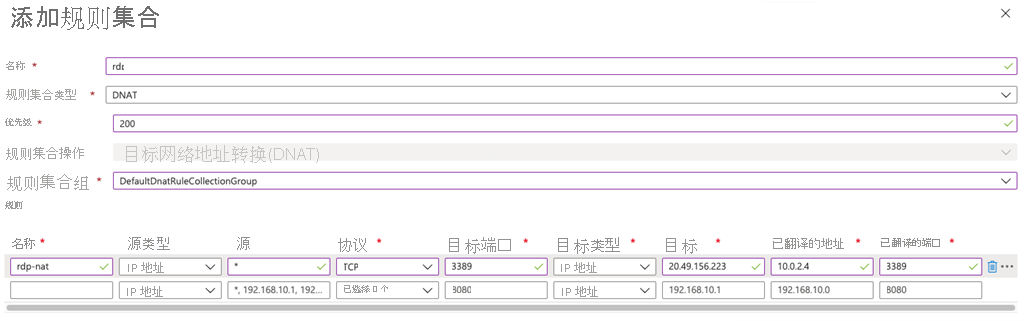 添加规则集合
名称 *
rdp
规则集合类型 * DNAT
优先级 * 200
规则集合操作 目标网络地址转换(DNAT)
规则集合组 * DefaultDnatRuleCollectionGroup
规则
名称 * 源类型 源 协议 * 目标端口 * 目标类型 * 目标 * 已翻译的地址 * 已翻译的端口 *
rdp-nat IP 地址 * TCP 3389 IP 地址 20.49.156.223 10.0.2.4 3389
IP 地址 *, 192.168.10.1, 192... 已选择 0 个 8080 IP 地址 192.168.10.1 192.168.10.0 8080